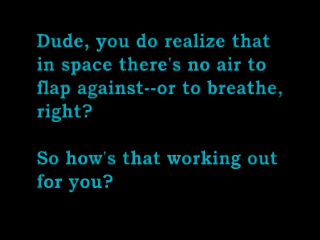 Dude, you do realize that
in space there's no air to
flap against--or to breathe,
right?
So how's that working out
for you?